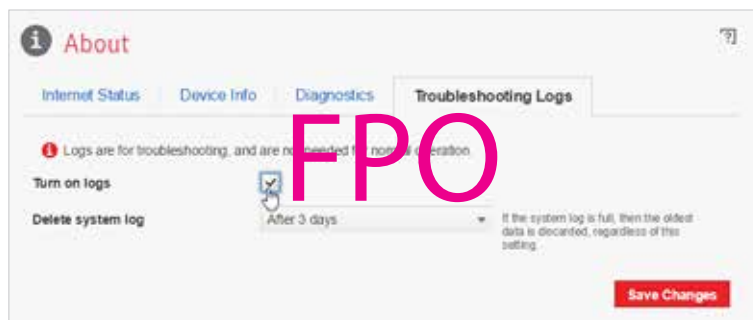 About
[?]
Internet Status Device Info Diagnostics Troubleshooting Logs
Logs are for troubleshooting, and are not needed for normal operation
FPO
Turn on logs
Delete system log After 3 days
If the system log is full, then the oldest
data is discarded, regardless of this
setting.
Save Changes